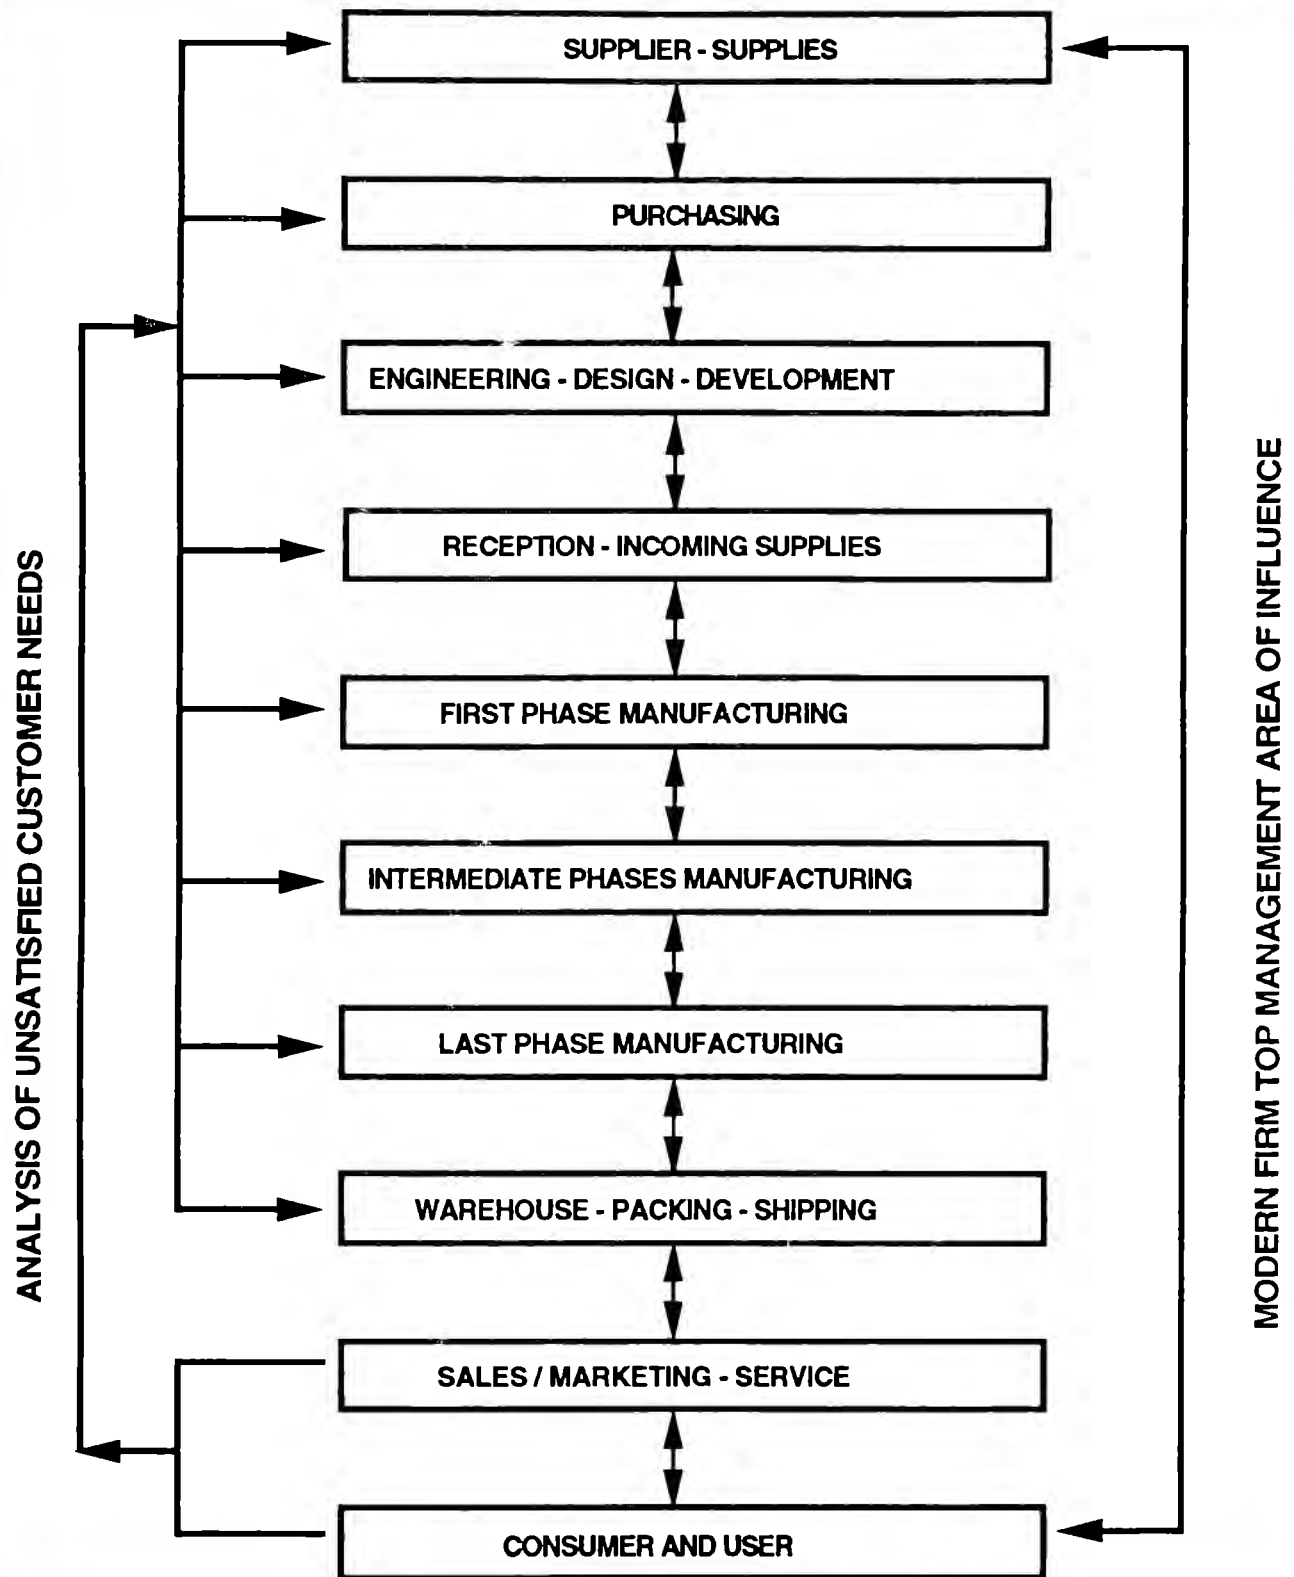 SUPPLIER - SUPPLIES
PURCHASING
ENGINEERING - DESIGN - DEVELOPMENT
RECEPTION - INCOMING SUPPLIES
FIRST PHASE MANUFACTURING
INTERMEDIATE PHASES MANUFACTURING
LAST PHASE MANUFACTURING
WAREHOUSE - PACKING - SHIPPING
SALES / MARKETING - SERVICE
CONSUMER AND USER
ANALYSIS OF UNSATISFIED CUSTOMER NEEDS
MODERN FIRM TOP MANAGEMENT AREA OF INFLUENCE